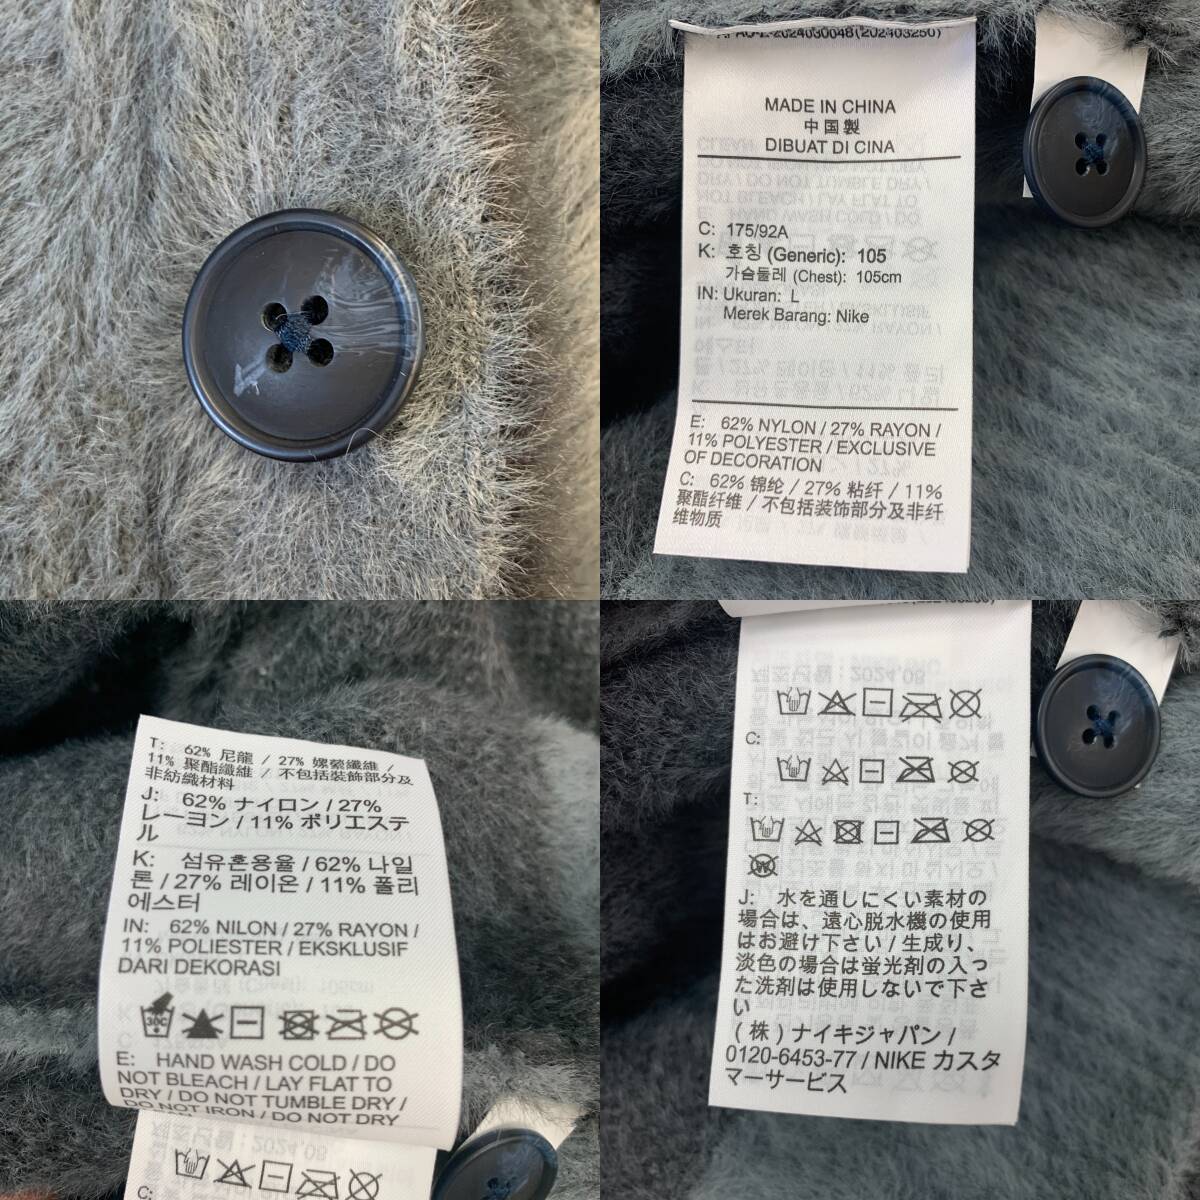 2024030048(202403250)
MADE IN CHINA
中国製
DIBUAT DI CINA
C: 175/92A
K: 호칭 (Generic): 105
가슴둘레 (Chest): 105cm
IN: Ukuran: L
Merek Barang: Nike
E: 62% NYLON / 27% RAYON /
11% POLYESTER / EXCLUSIVE
OF DECORATION
C: 62% 锦纶 / 27% 粘纤 / 11%
聚酯纤维 / 不包括装饰部分及非纤
维物质
T: 62% 尼龍 / 27% 嫘縈纖維 /
11% 聚酯纖維 / 不包括裝飾部分及
非紡織材料
J: 62% ナイロン / 27%
レーヨン / 11% ポリエステ
ル
K: 섬유혼용율 / 62% 나일
론 / 27% 레이온 / 11% 폴리
에스터
IN: 62% NILON / 27% RAYON /
11% POLIESTER / EKSKLUSIF
DARI DEKORASI
30C
E: HAND WASH COLD / DO
NOT BLEACH / LAY FLAT TO
DRY / DO NOT TUMBLE DRY /
DO NOT IRON / DO NOT DRY
C:
C:
T:
W
J: 水を通しにくい素材の
場合は、遠心脱水機の使用
はお避け下さい / 生成り、
淡色の場合は蛍光剤の入っ
た洗剤は使用しないで下さ
い
(株) ナイキジャパン /
0120-6453-77 / NIKE カスタ
マーサービス